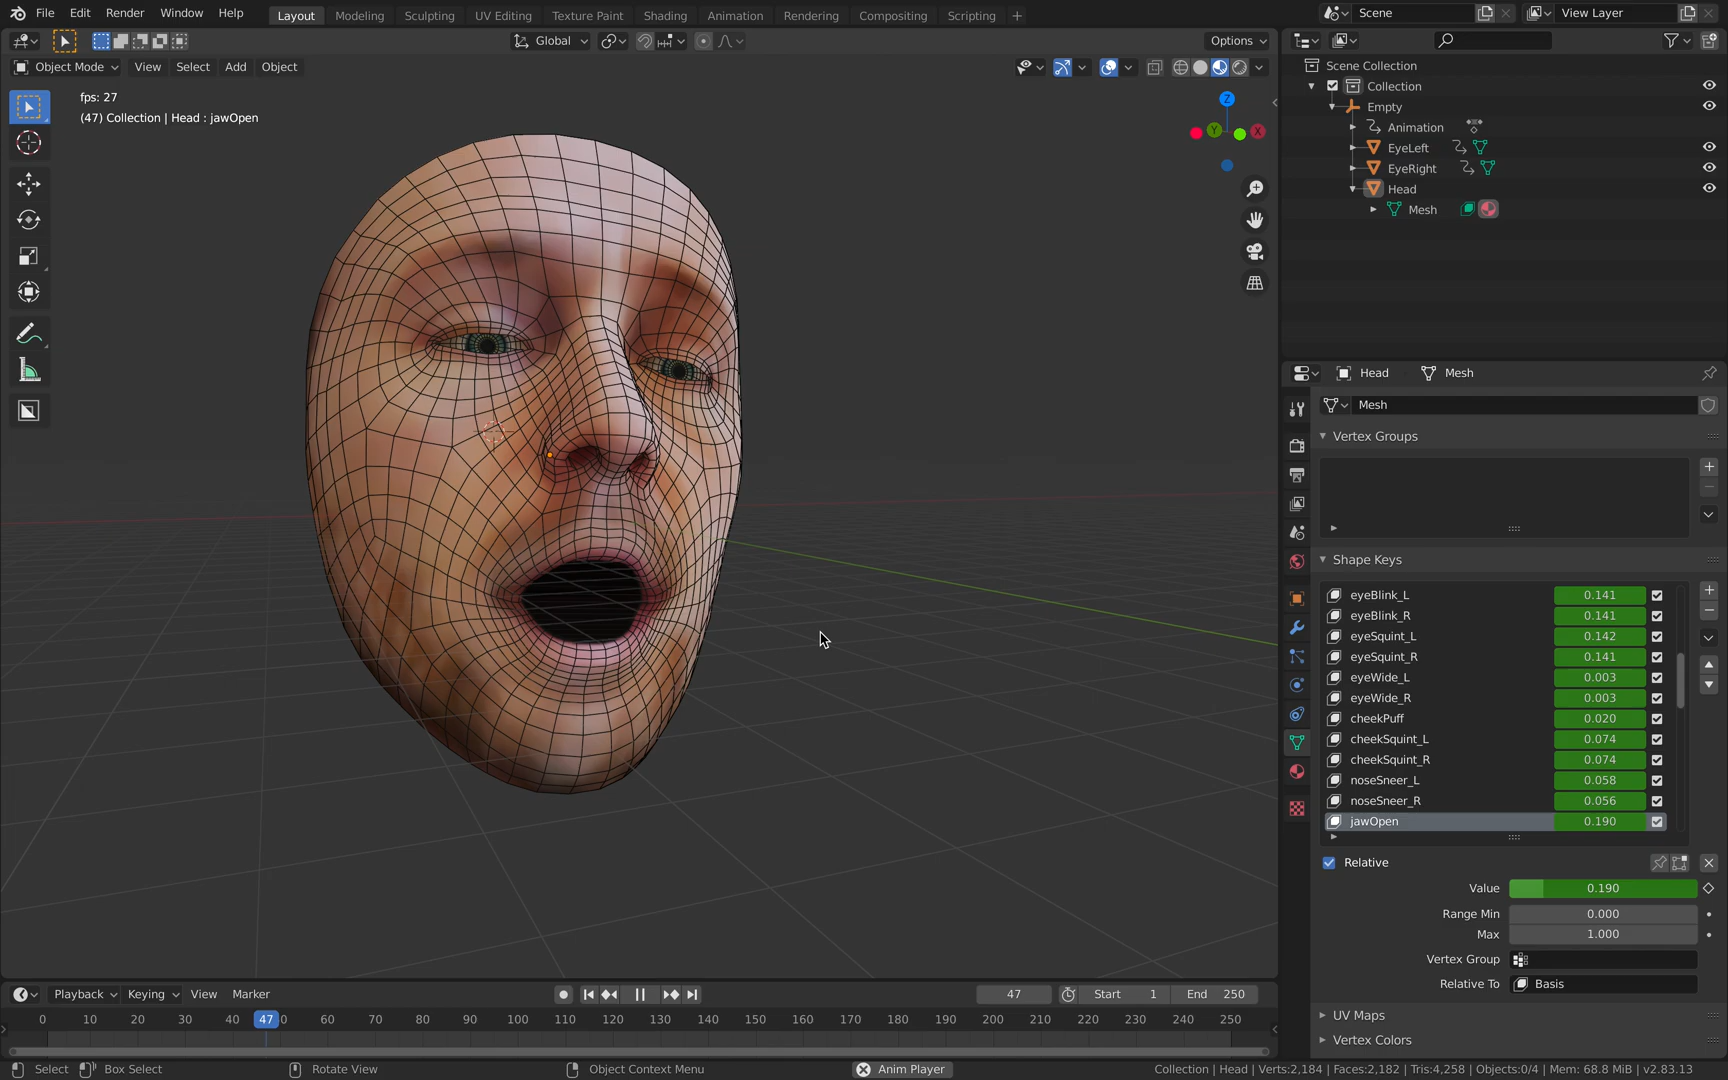 File Edit Render Window Help Layout Modeling Sculpting UV Editing Texture Paint Shading Animation Rendering Compositing Scripting + Scene View Layer
Global Options
Object Mode View Select Add Object
fps: 27
(47) Collection | Head : jawOpen
Z
Y X
Scene Collection
Collection
Empty
Animation
EyeLeft
EyeRight
Head
Mesh
Head Mesh
Mesh
Vertex Groups
Shape Keys
eyeBlink_L 0.141
eyeBlink_R 0.141
eyeSquint_L 0.142
eyeSquint_R 0.141
eyeWide_L 0.003
eyeWide_R 0.003
cheekPuff 0.020
cheekSquint_L 0.074
cheekSquint_R 0.074
noseSneer_L 0.058
noseSneer_R 0.056
jawOpen 0.190
Relative
Value 0.190
Range Min 0.000
Max 1.000
Vertex Group
Relative To Basis
UV Maps
Vertex Colors
Playback Keying View Marker 47 Start 1 End 250
0 10 20 30 40 47 0 60 70 80 90 100 110 120 130 140 150 160 170 180 190 200 210 220 230 240 250
Select Box Select Rotate View Object Context Menu Anim Player Collection | Head | Verts:2,184 | Faces:2,182 | Tris:4,258 | Objects:0/4 | Mem: 68.8 MiB | v2.83.13